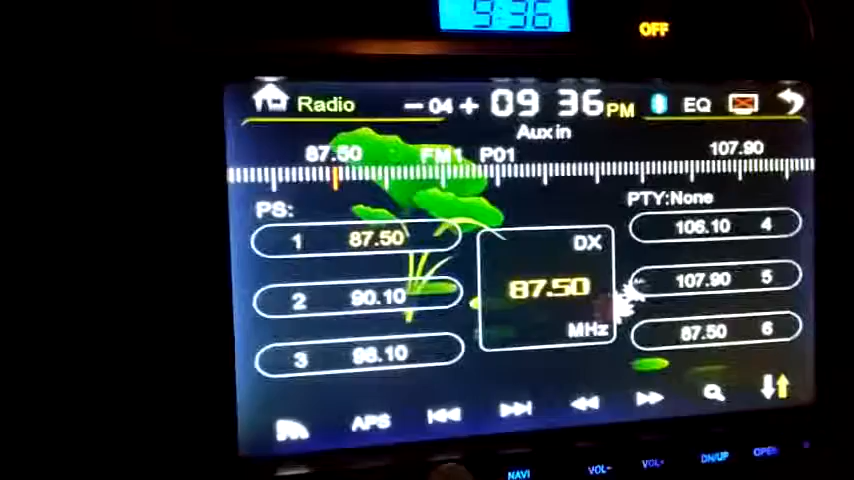 9:36
OFF
Radio
– 04 + 09 36 PM
EQ
Aux in
87.50 FM1 P01 107.90
PS:
PTY:None
1 87.50
DX
106.10 4
2 90.10
87.50
107.90 5
3 98.10
MHz
87.50 6
APS
NAVI VOL- VOL+ DN/UP OPEN